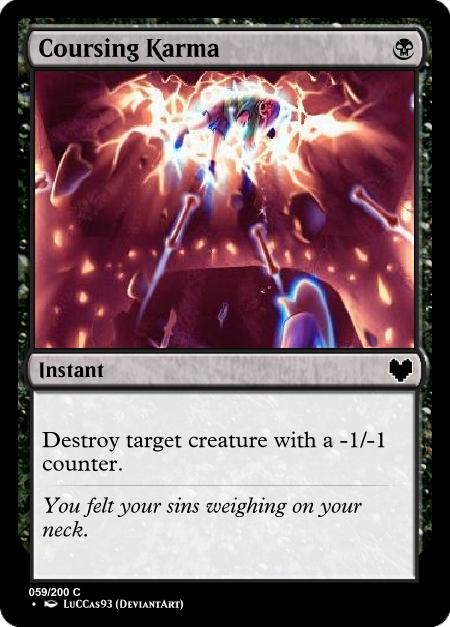 Coursing Karma
Instant
Destroy target creature with a -1/-1
counter.
You felt your sins weighing on your
neck.
059/200 C
• LuCCas93 (DeviantArt)